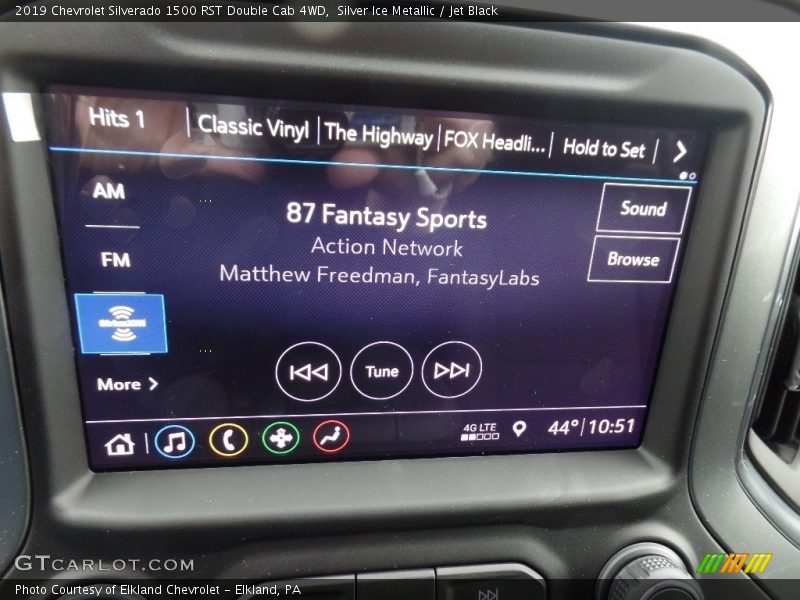 2019 Chevrolet Silverado 1500 RST Double Cab 4WD,  Silver Ice Metallic / Jet Black
Hits 1 Classic Vinyl The Highway FOX Headli... Hold to Set
AM
FM
SiriusXM
More
87 Fantasy Sports
Action Network
Matthew Freedman, FantasyLabs
Sound
Browse
Tune
4G LTE
44° 10:51
GTCARLOT.COM
Photo Courtesy of Elkland Chevrolet - Elkland, PA